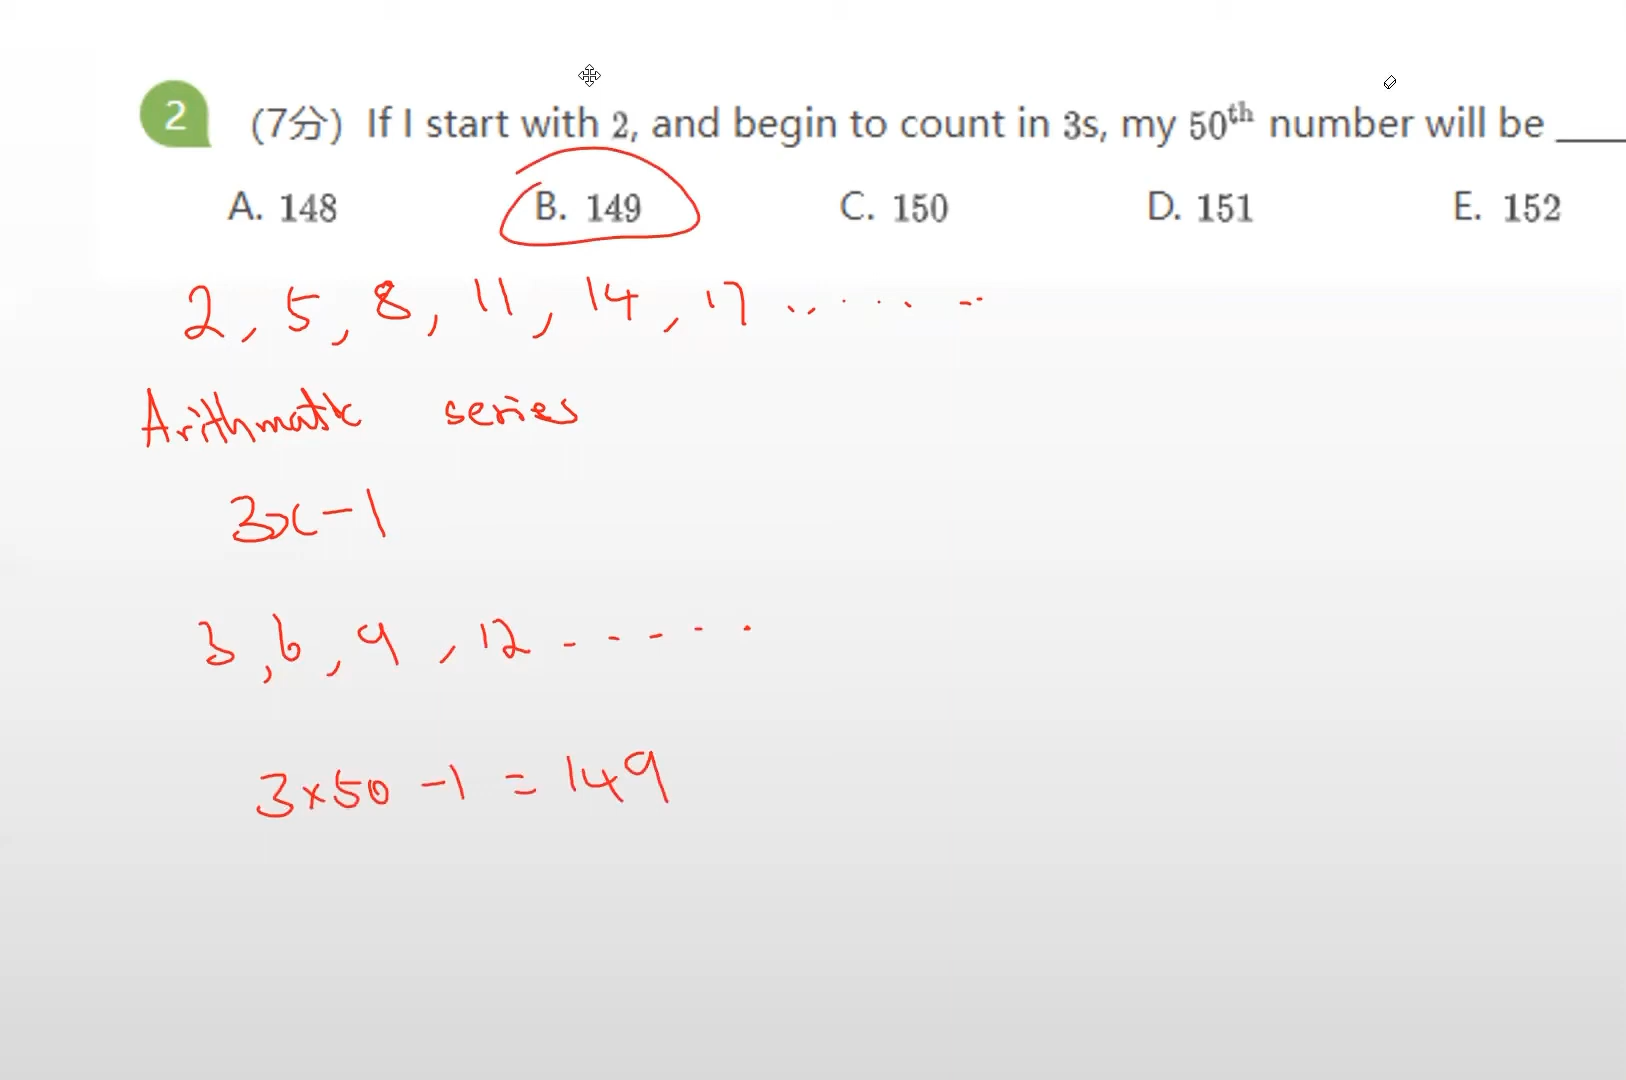 2 (7分) If I start with 2, and begin to count in 3s, my 50th number will be ____
A. 148 B. 149 C. 150 D. 151 E. 152
2, 5, 8, 11, 14, 17 ........
Arithmatic series
3x-1
3, 6, 9, 12 ......
3×50 -1 = 149